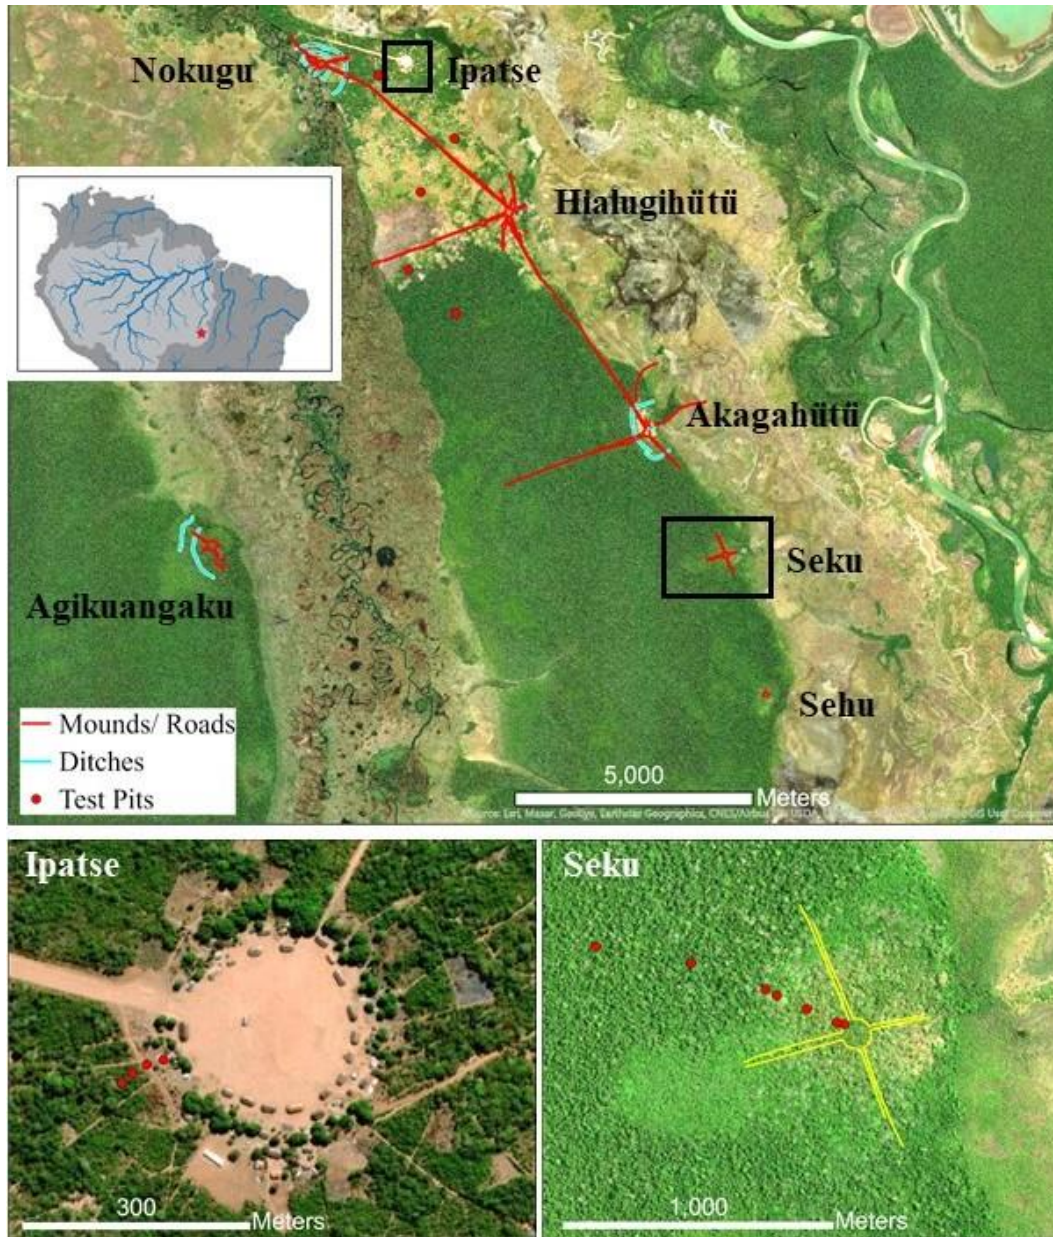 Nokugu
Ipatse
Hialugihütü
Akagahütü
Seku
Agikuangaku
Sehu
Mounds/ Roads
Ditches
Test Pits
5,000
Meters
Ipatse
300
Meters
Seku
1,000
Meters